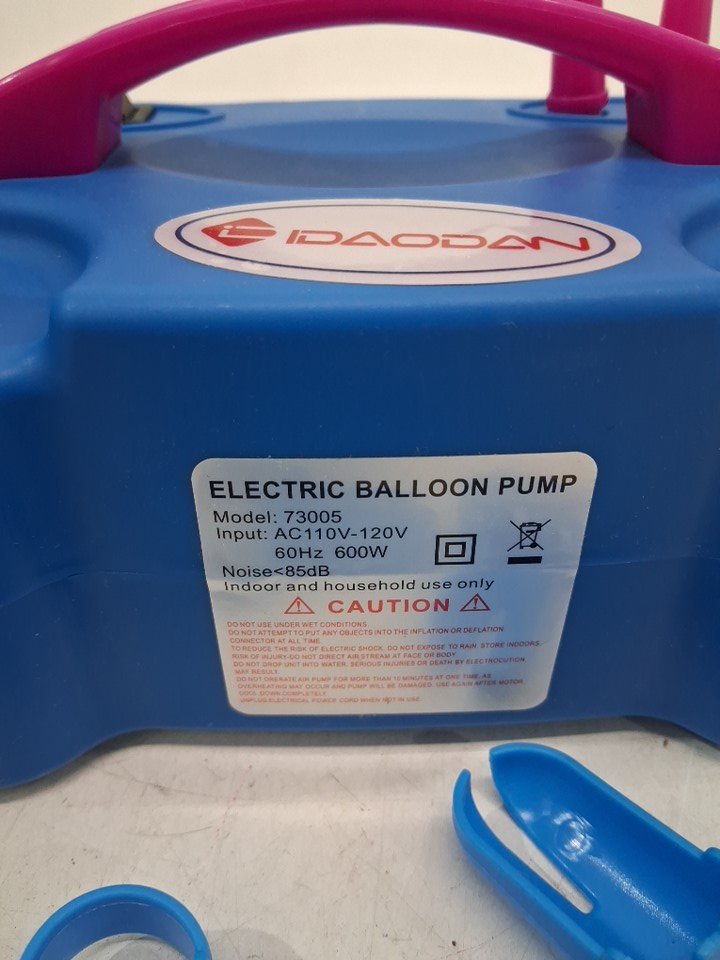 IDAODAN
ELECTRIC BALLOON PUMP
Model: 73005
Input: AC110V-120V
60Hz 600W
Noise<85dB
Indoor and household use only
CAUTION
DO NOT USE UNDER WET CONDITIONS.
DO NOT ATTEMPT TO PUT ANY OBJECTS INTO THE INFLATION OR DEFLATION
CONNECTOR AT ALL TIME.
TO REDUCE THE RISK OF ELECTRIC SHOCK. DO NOT EXPOSE TO RAIN. STORE INDOORS.
RISK OF INJURY-DO NOT DIRECT AIR STREAM AT FACE OR BODY
DO NOT DROP UNIT INTO WATER. SERIOUS INJURIES OR DEATH BY ELECTROCUTION
MAY RESULT.
DO NOT ORERATE AIR PUMP FOR MORE THAN 10 MINUTES AT ONE TIME, AS
OVERHEATING MAY OCCUR AND PUMP WILL BE DAMAGED. USE AGAIN AFTER MOTOR
COOL DOWN COMPLETELY.
UNPLUG ELECTRICAL POWER CORD WHEN NOT IN USE.